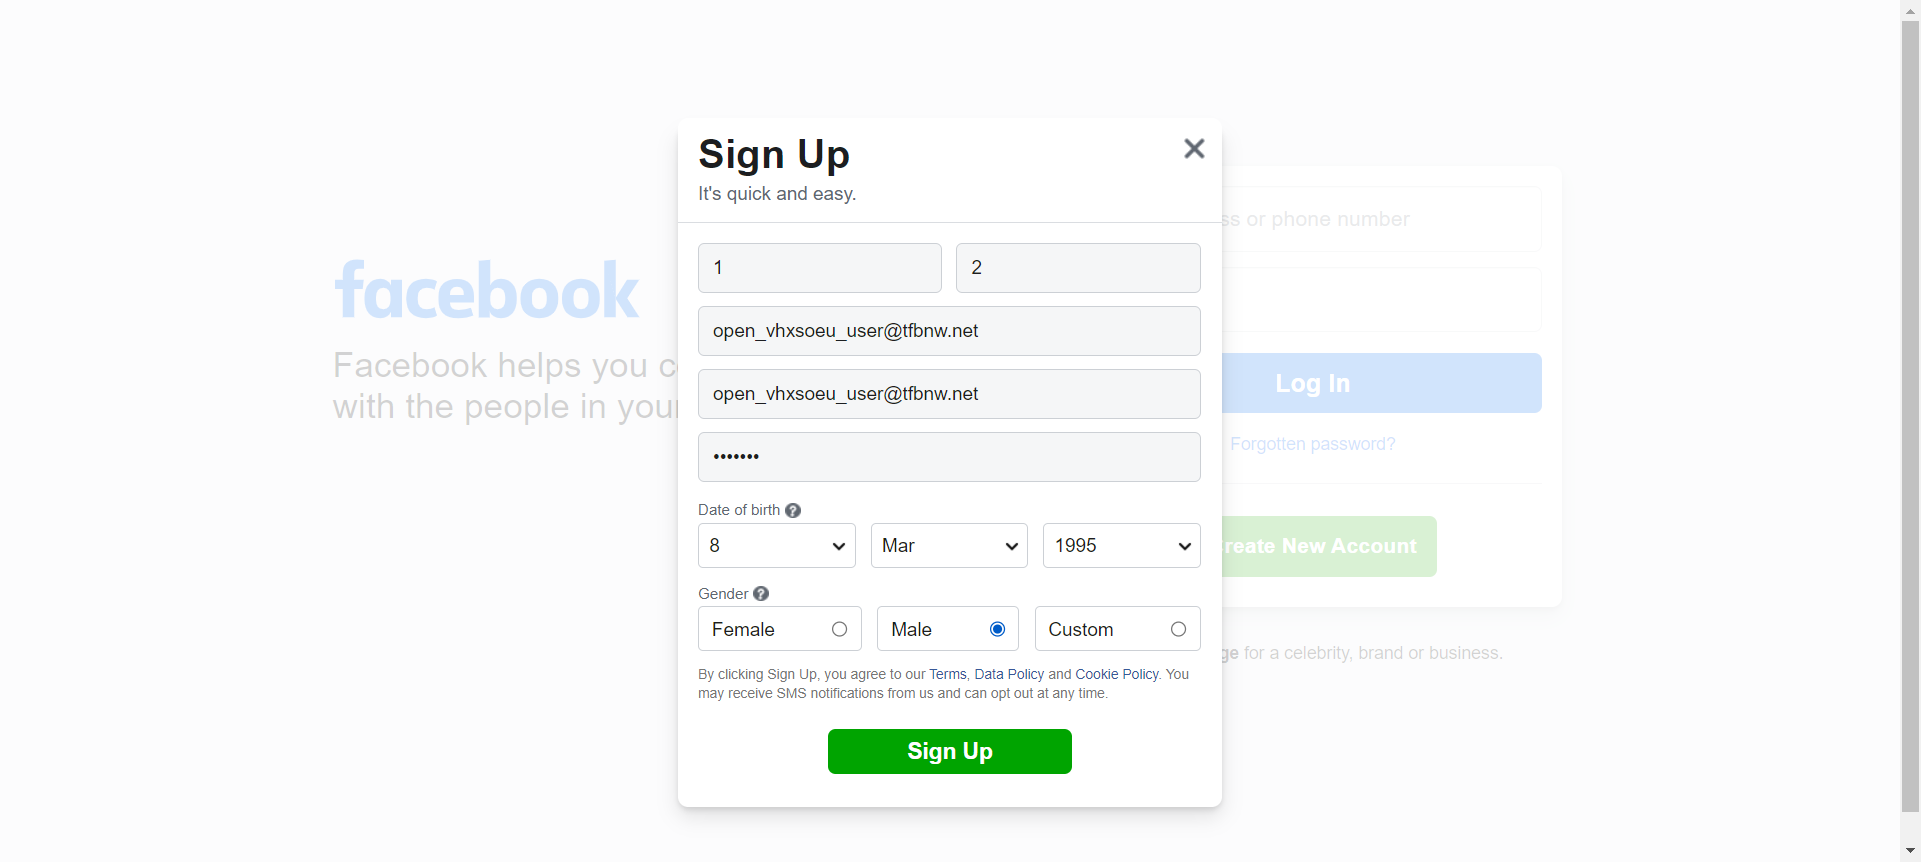 Sign Up
It's quick and easy.
1 2
open_vhxsoeu_user@tfbnw.net
open_vhxsoeu_user@tfbnw.net
•••••••
Date of birth ?
8 Mar 1995
Gender ?
Female Male Custom
By clicking Sign Up, you agree to our Terms, Data Policy and Cookie Policy. You
may receive SMS notifications from us and can opt out at any time.
Sign Up
facebook
Facebook helps you
with the people in
or phone number
Log In
Forgotten password?
New Account
for a celebrity, brand or business.